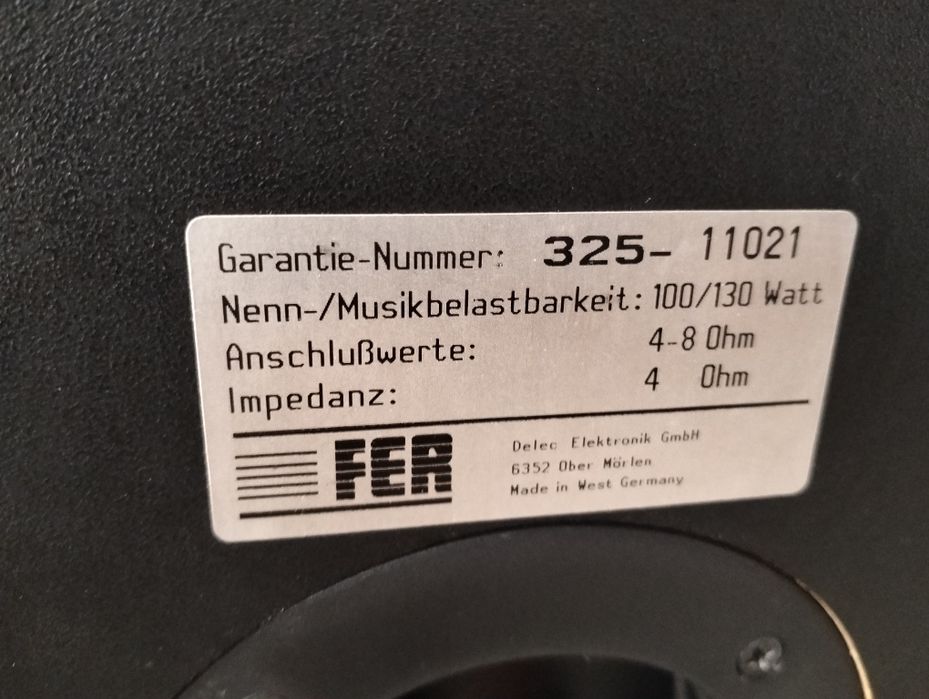 Garantie-Nummer: 325- 11021
Nenn-/Musikbelastbarkeit: 100/130 Watt
Anschlußwerte: 4-8 Ohm
Impedanz: 4 Ohm
FER
Delec Elektronik GmbH
6352 Ober Mörlen
Made in West Germany